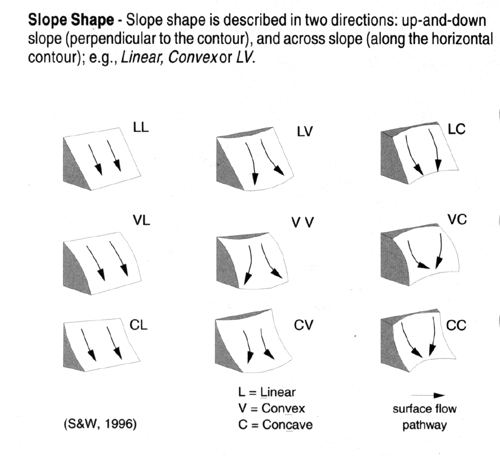 Slope Shape - Slope shape is described in two directions: up-and-down
slope (perpendicular to the contour), and across slope (along the horizontal
contour); e.g., Linear, Convex or LV.
LL
LV
LC
VL
V V
VC
CL
CV
CC
L = Linear
V = Convex
C = Concave
(S&W, 1996)
surface flow
pathway